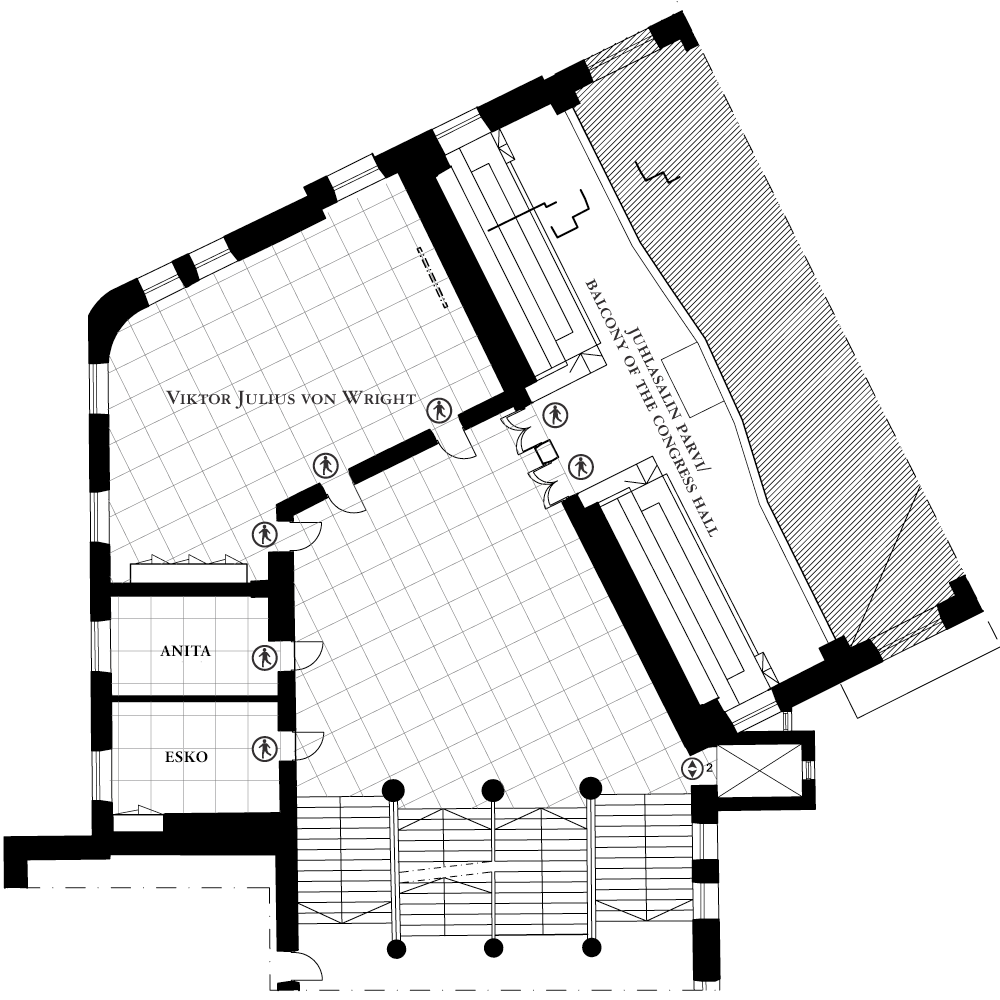 Viktor Julius von Wright
JUHLASALIN PARVI/
BALCONY OF THE CONGRESS HALL
ANITA
ESKO
2